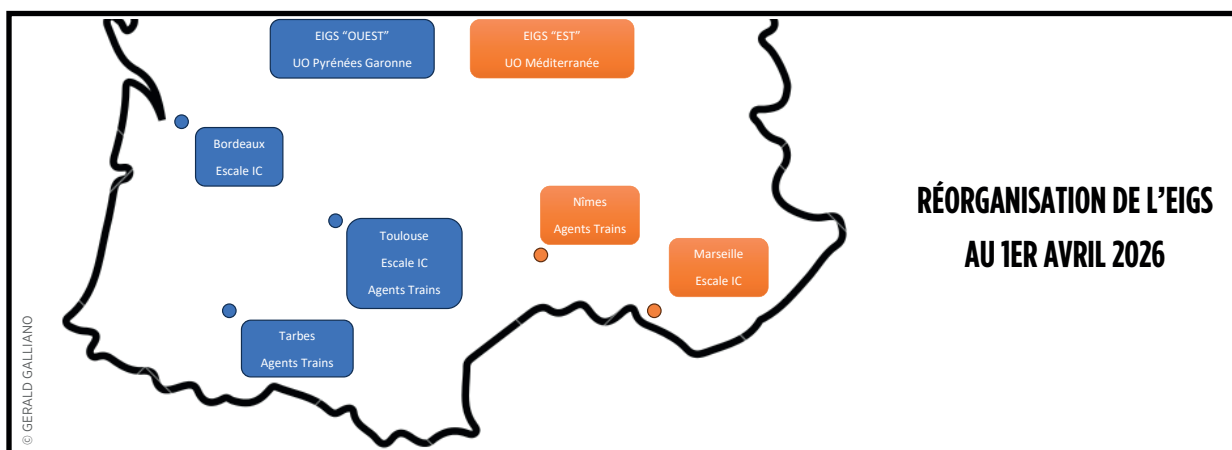 EIGS "OUEST"
UO Pyrénées Garonne
EIGS "EST"
UO Méditerranée
Bordeaux
Escale IC
Nîmes
Agents Trains
Toulouse
Escale IC
Agents Trains
Marseille
Escale IC
Tarbes
Agents Trains
RÉORGANISATION DE L'EIGS
AU 1ER AVRIL 2026
© GERALD GALLIANO